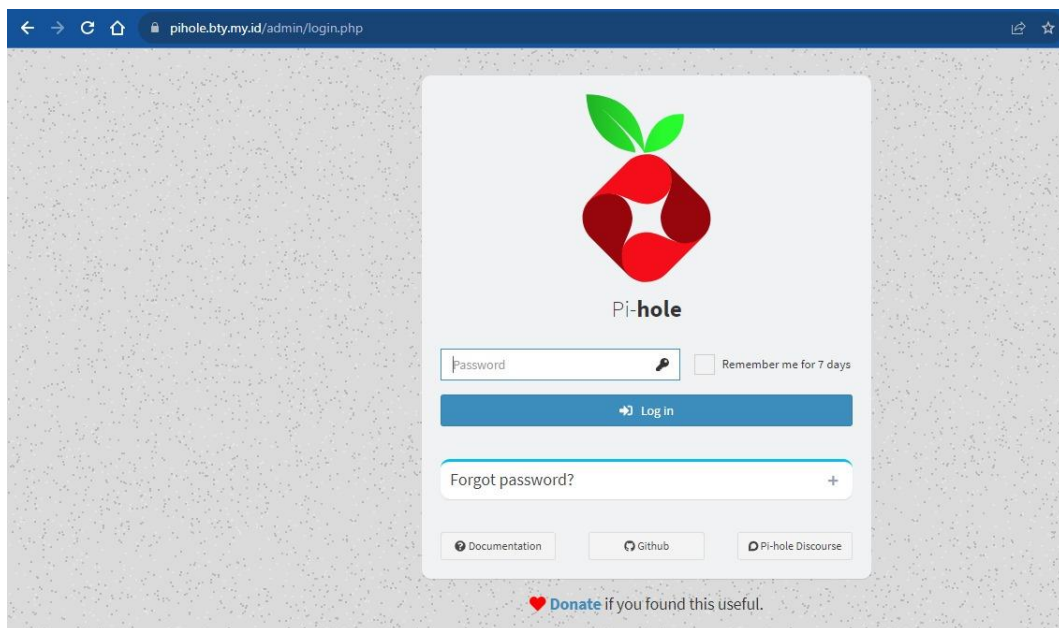 pihole.bty.my.id/admin/login.php
Pi-hole
Password
Remember me for 7 days
Log in
Forgot password?
Documentation
Github
Pi-hole Discourse
Donate if you found this useful.